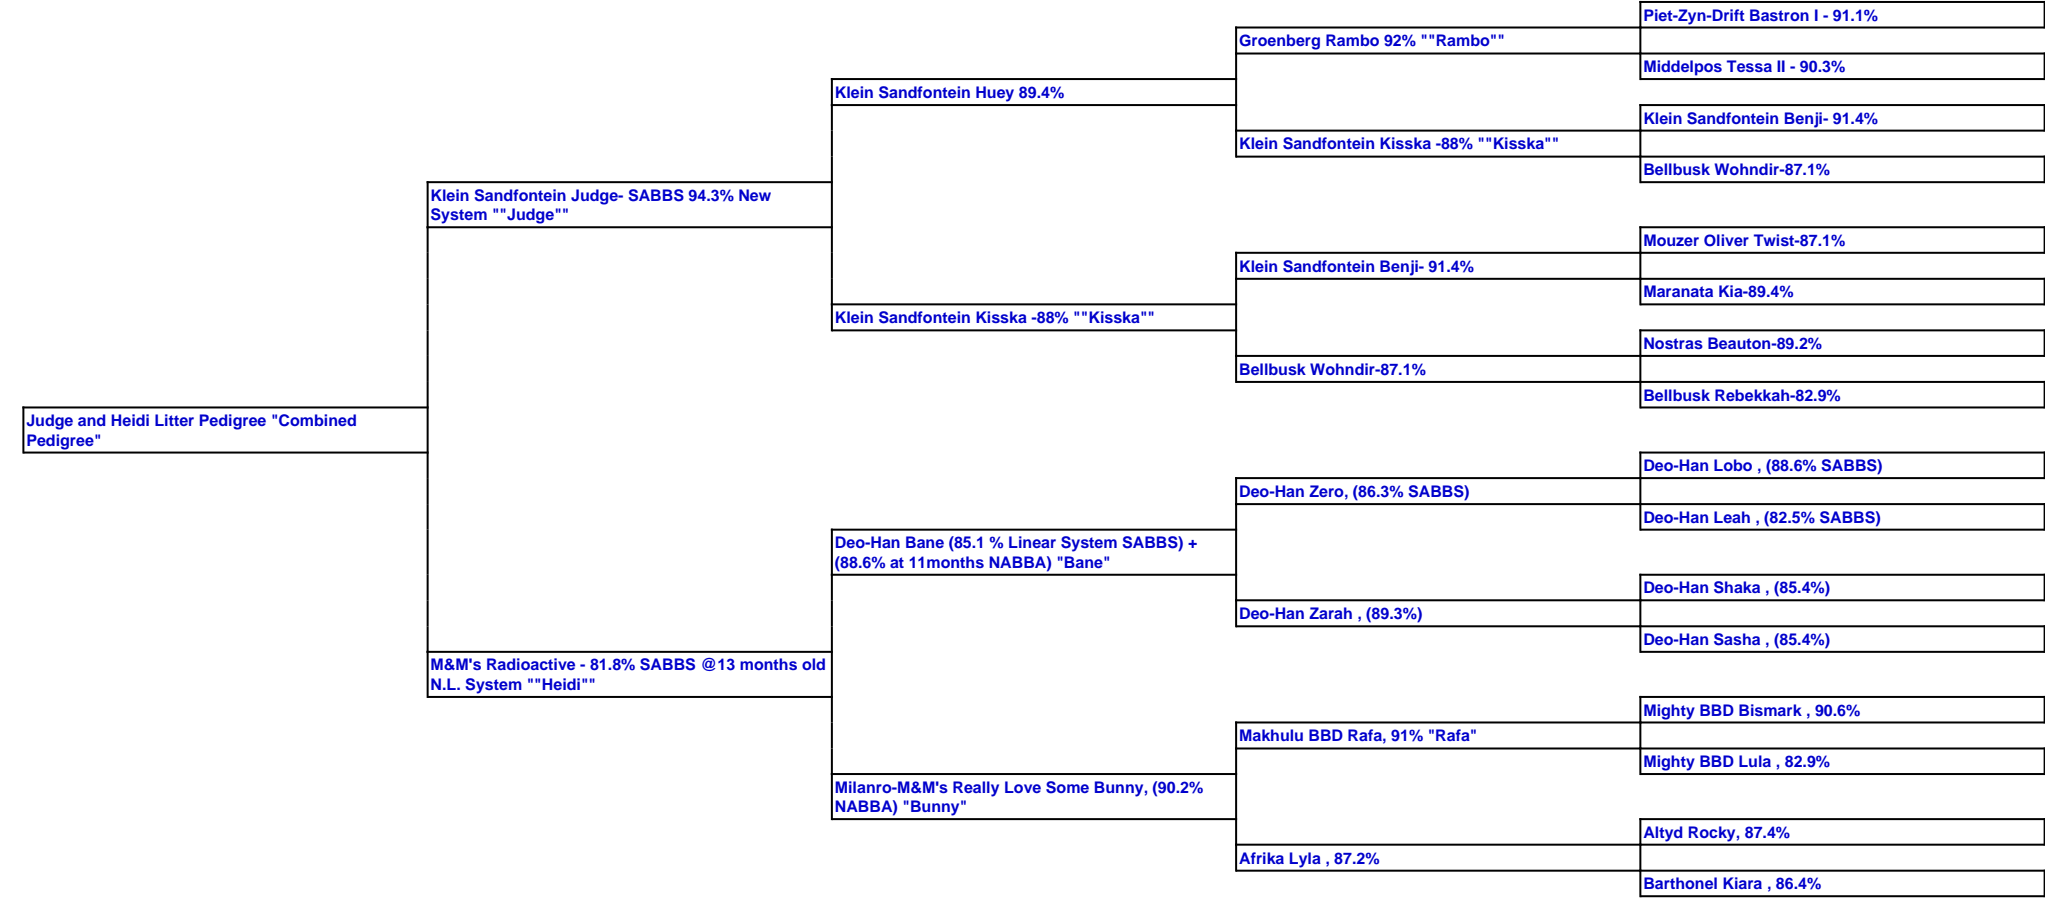 Piet-Zyn-Drift Bastron I - 91.1%
Groenberg Rambo 92% ""Rambo""
Middelpos Tessa II - 90.3%
Klein Sandfontein Huey 89.4%
Klein Sandfontein Benji- 91.4%
Klein Sandfontein Kisska -88% ""Kisska""
Bellbusk Wohndir-87.1%
Klein Sandfontein Judge- SABBS 94.3% New
System ""Judge""
Mouzer Oliver Twist-87.1%
Klein Sandfontein Benji- 91.4%
Maranata Kia-89.4%
Klein Sandfontein Kisska -88% ""Kisska""
Nostras Beauton-89.2%
Bellbusk Wohndir-87.1%
Bellbusk Rebekkah-82.9%
Judge and Heidi Litter Pedigree "Combined
Pedigree"
Deo-Han Lobo , (88.6% SABBS)
Deo-Han Zero, (86.3% SABBS)
Deo-Han Leah , (82.5% SABBS)
Deo-Han Bane (85.1 % Linear System SABBS) +
(88.6% at 11months NABBA) "Bane"
Deo-Han Shaka , (85.4%)
Deo-Han Zarah , (89.3%)
Deo-Han Sasha , (85.4%)
M&M's Radioactive - 81.8% SABBS @13 months old
N.L. System ""Heidi""
Mighty BBD Bismark , 90.6%
Makhulu BBD Rafa, 91% "Rafa"
Mighty BBD Lula , 82.9%
Milanro-M&M's Really Love Some Bunny, (90.2%
NABBA) "Bunny"
Altyd Rocky, 87.4%
Afrika Lyla , 87.2%
Barthonel Kiara , 86.4%